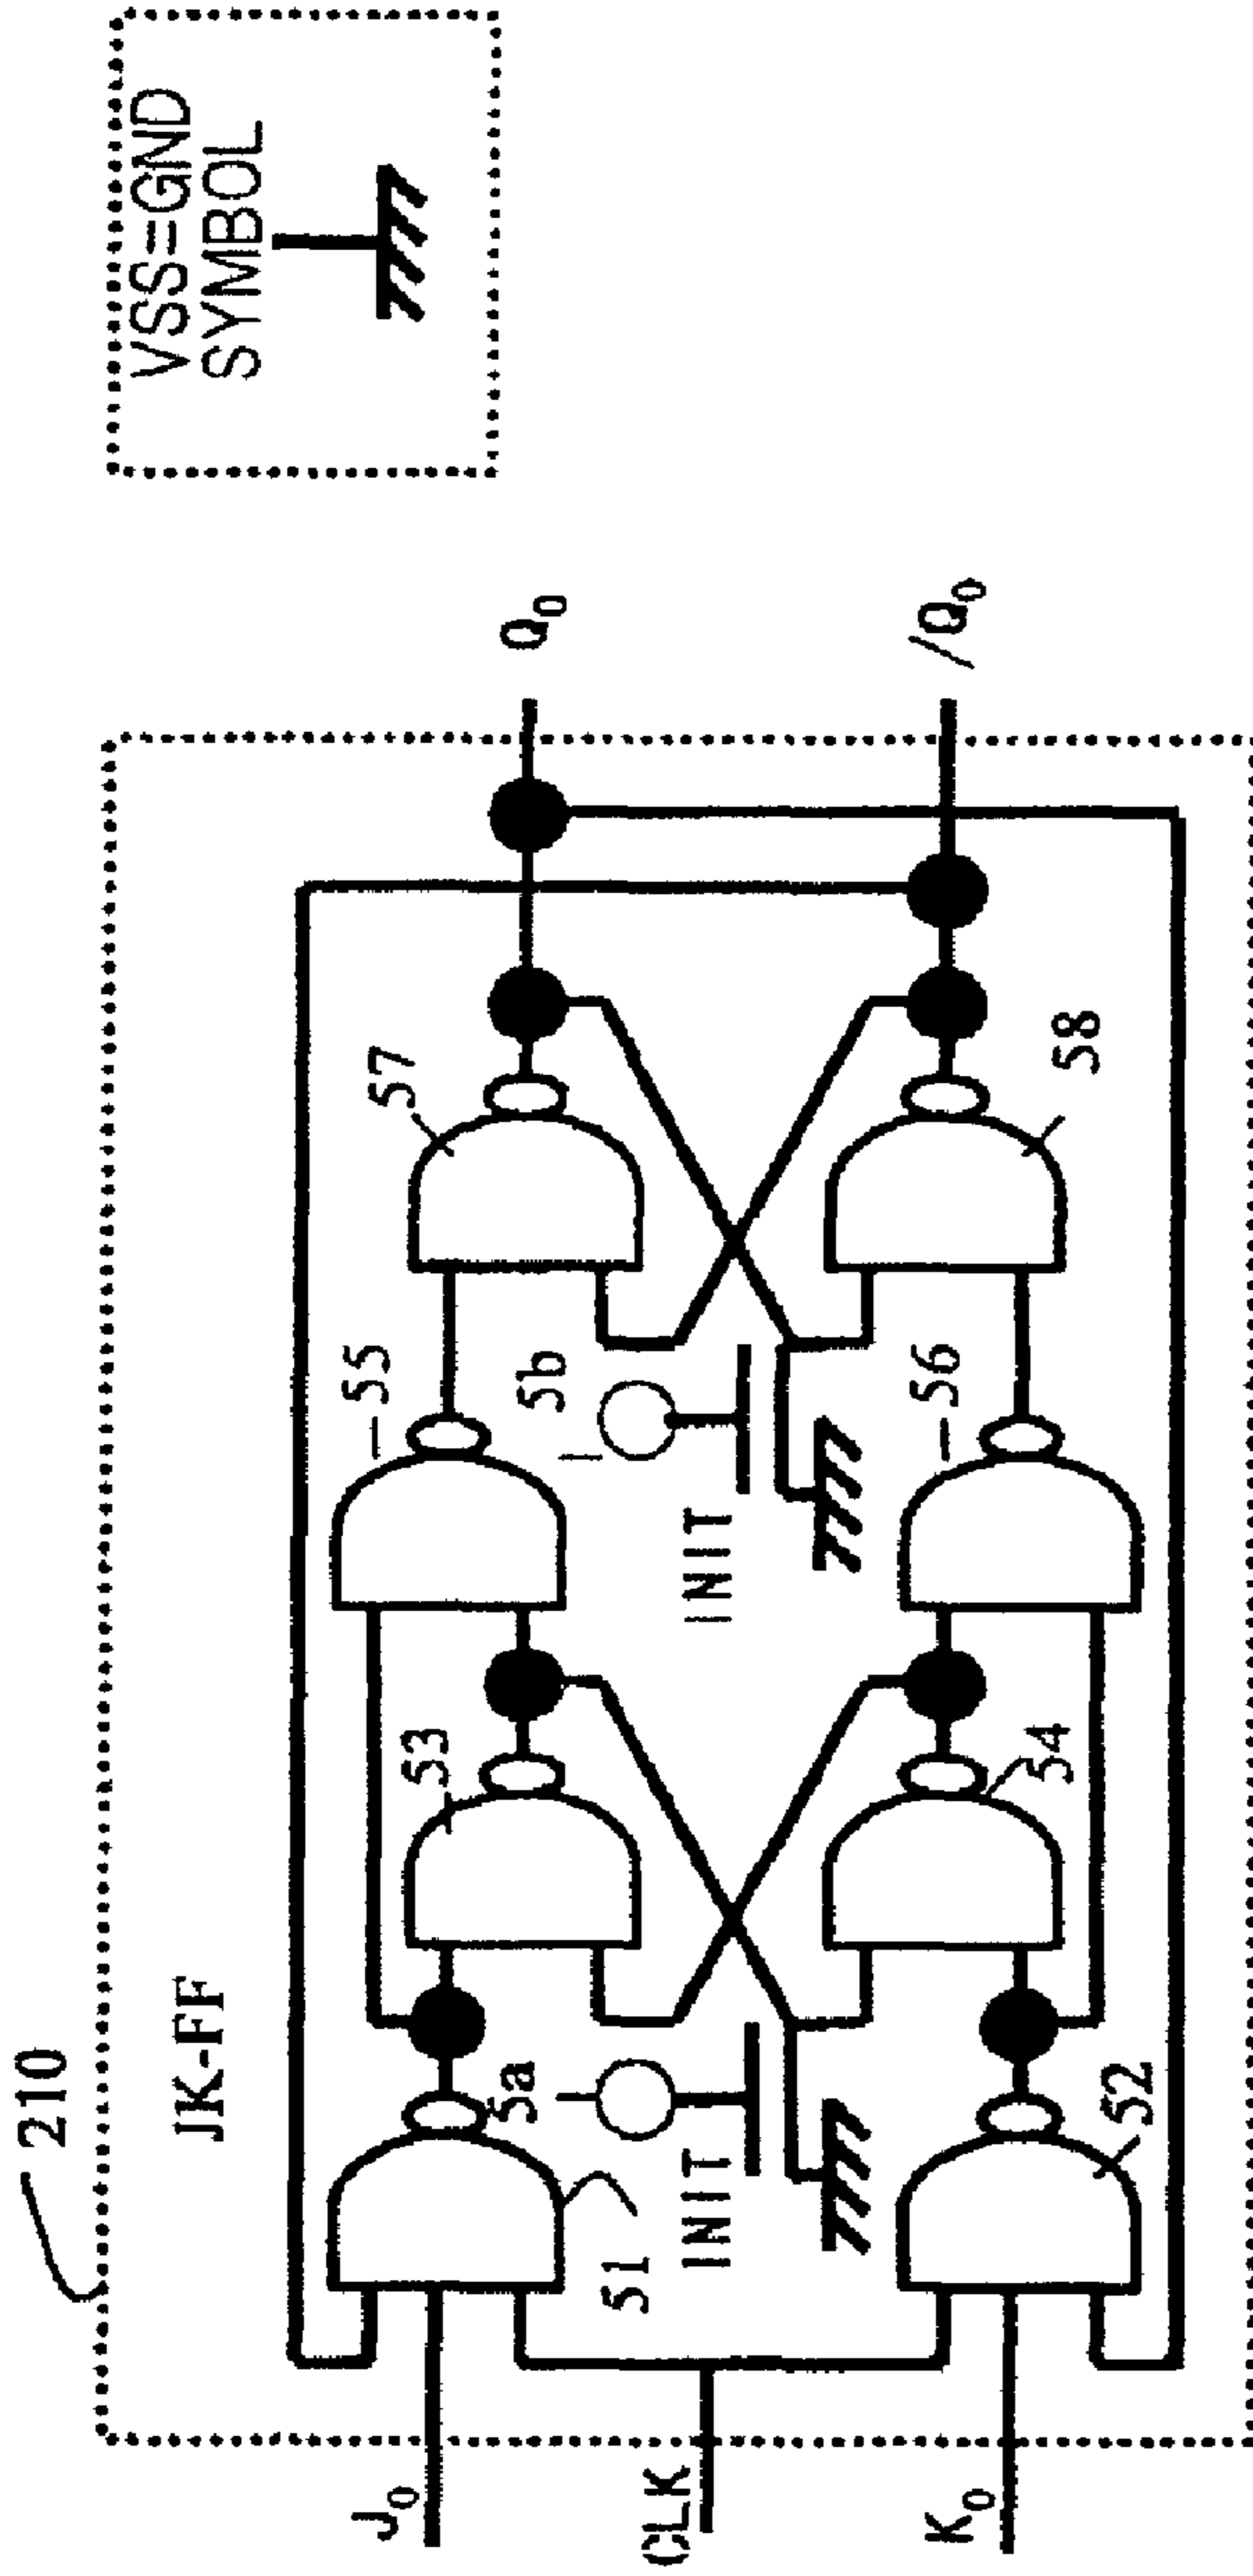 210
JK-FF
VSS=GND
SYMBOL
J₀
CLK
K₀
51
52
5a
INIT
53
54
55
56
5b
INIT
57
58
Q₀
/Q₀